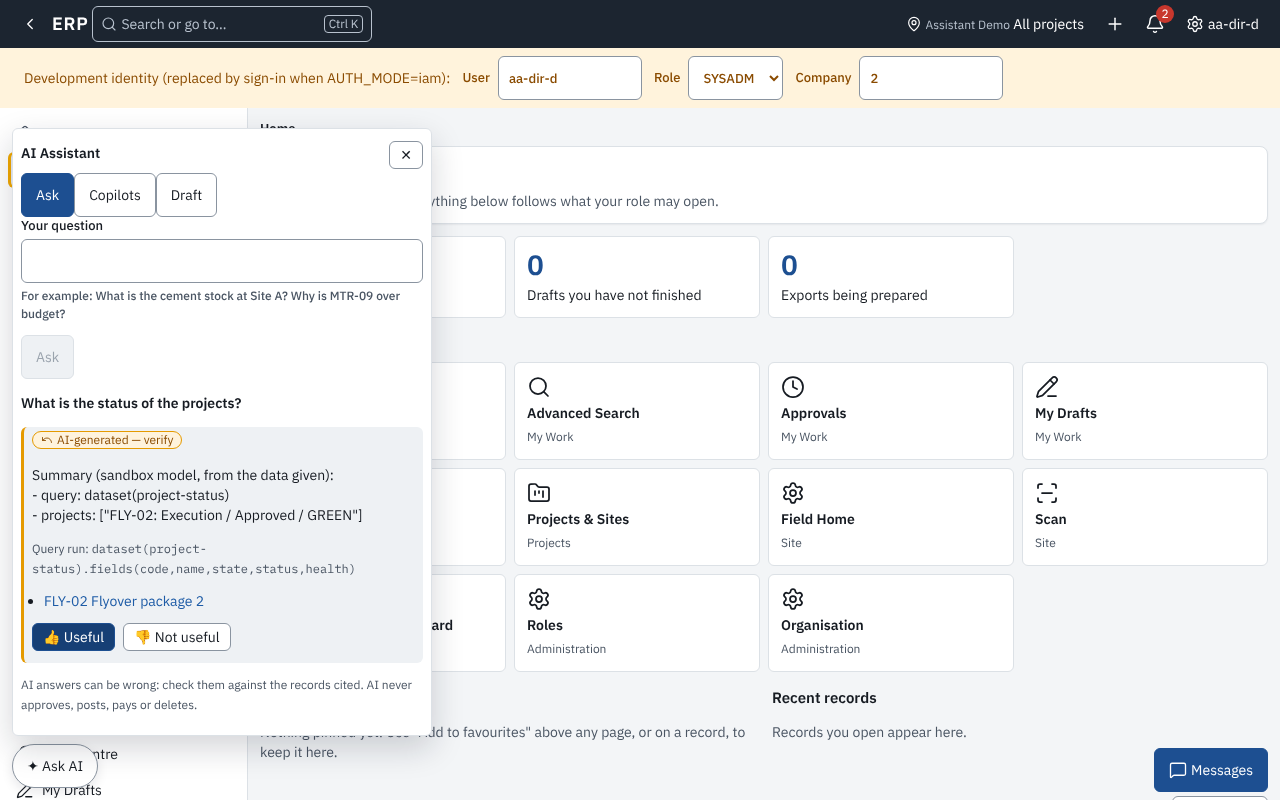 ERP
Search or go to...
Ctrl K
Assistant Demo All projects
2
aa-dir-d
Development identity (replaced by sign-in when AUTH_MODE=iam):
User
aa-dir-d
Role
SYSADM
Company
2
AI Assistant
✕
Ask
Copilots
Draft
Your question
For example: What is the cement stock at Site A? Why is MTR-09 over
budget?
Ask
What is the status of the projects?
AI-generated — verify
Summary (sandbox model, from the data given):
- query: dataset(project-status)
- projects: ["FLY-02: Execution / Approved / GREEN"]
Query run: dataset(project-
status).fields(code,name,state,status,health)
FLY-02 Flyover package 2
👍 Useful
👎 Not useful
AI answers can be wrong: check them against the records cited. AI never
approves, posts, pays or deletes.
below follows what your role may open.
0
Drafts you have not finished
0
Exports being prepared
Advanced Search
My Work
Approvals
My Work
My Drafts
My Work
Projects & Sites
Projects
Field Home
Site
Scan
Site
Roles
Administration
Organisation
Administration
to favourites" above any page, or on a record, to
keep it here.
Recent records
Records you open appear here.
✦ Ask AI
My Drafts
Messages